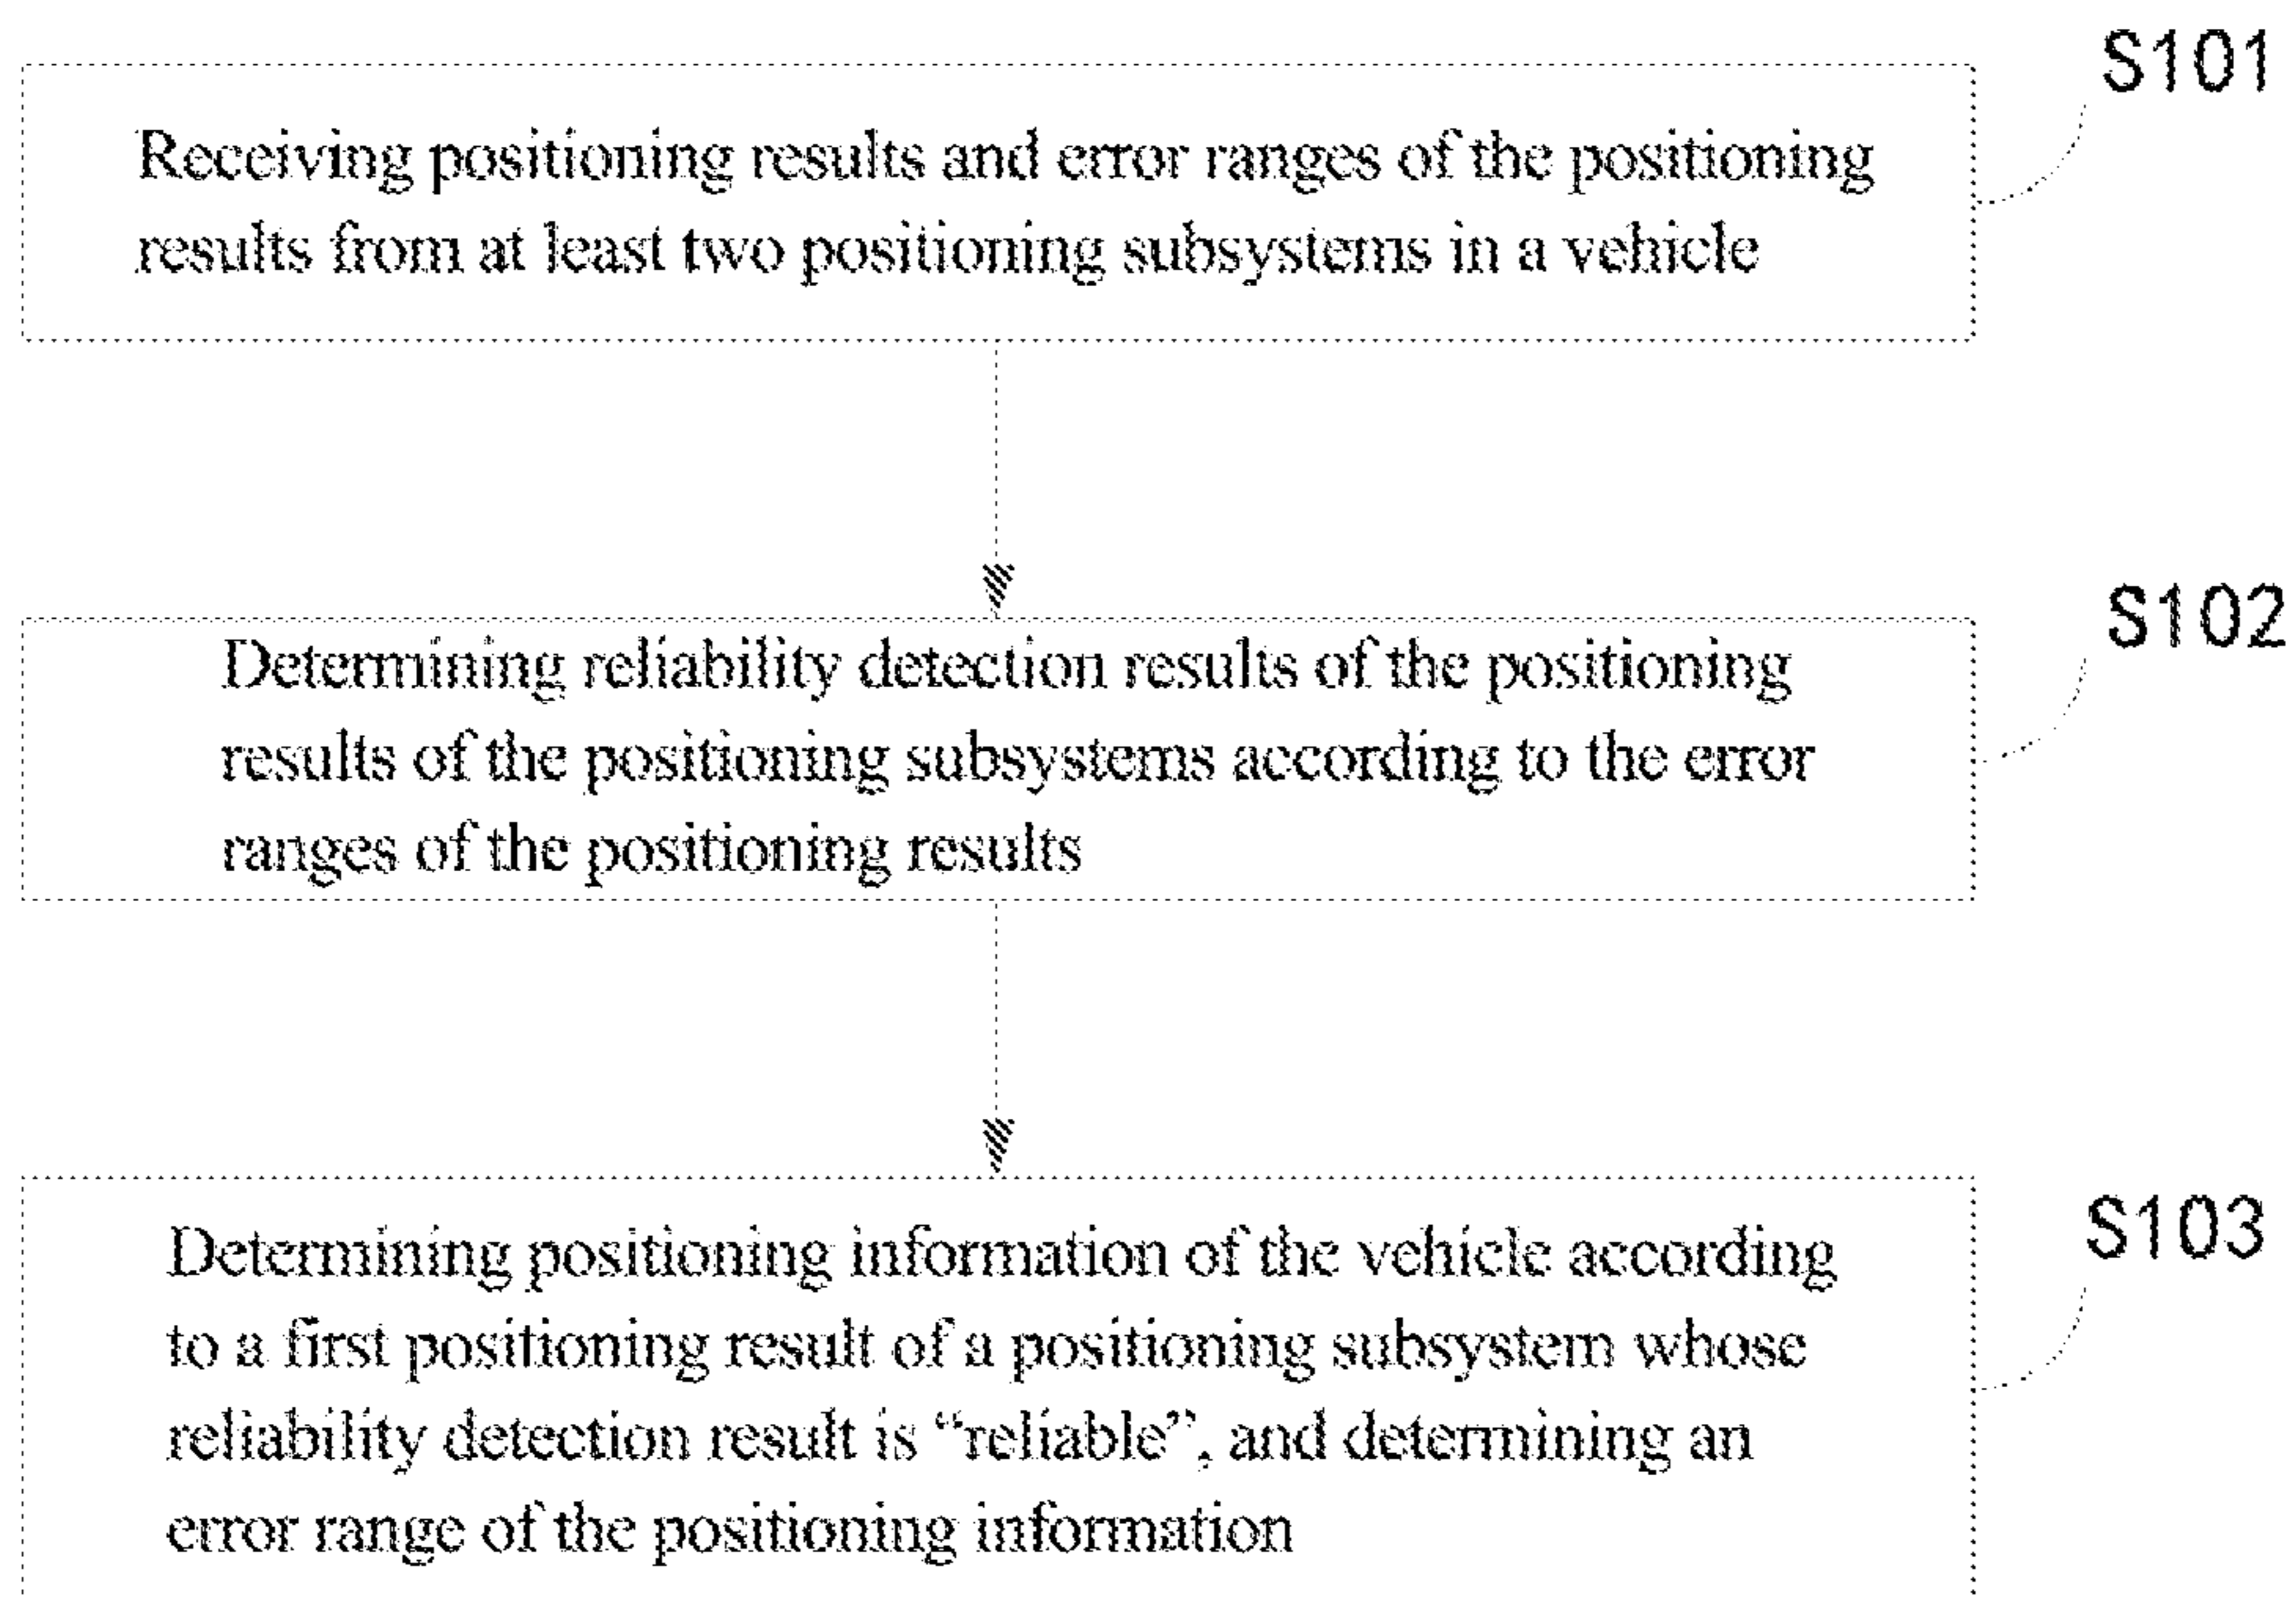 S101
Receiving positioning results and error ranges of the positioning
results from at least two positioning subsystems in a vehicle
S102
Determining reliability detection results of the positioning
results of the positioning subsystems according to the error
ranges of the positioning results
S103
Determining positioning information of the vehicle according
to a first positioning result of a positioning subsystem whose
reliability detection result is “reliable”, and determining an
error range of the positioning information